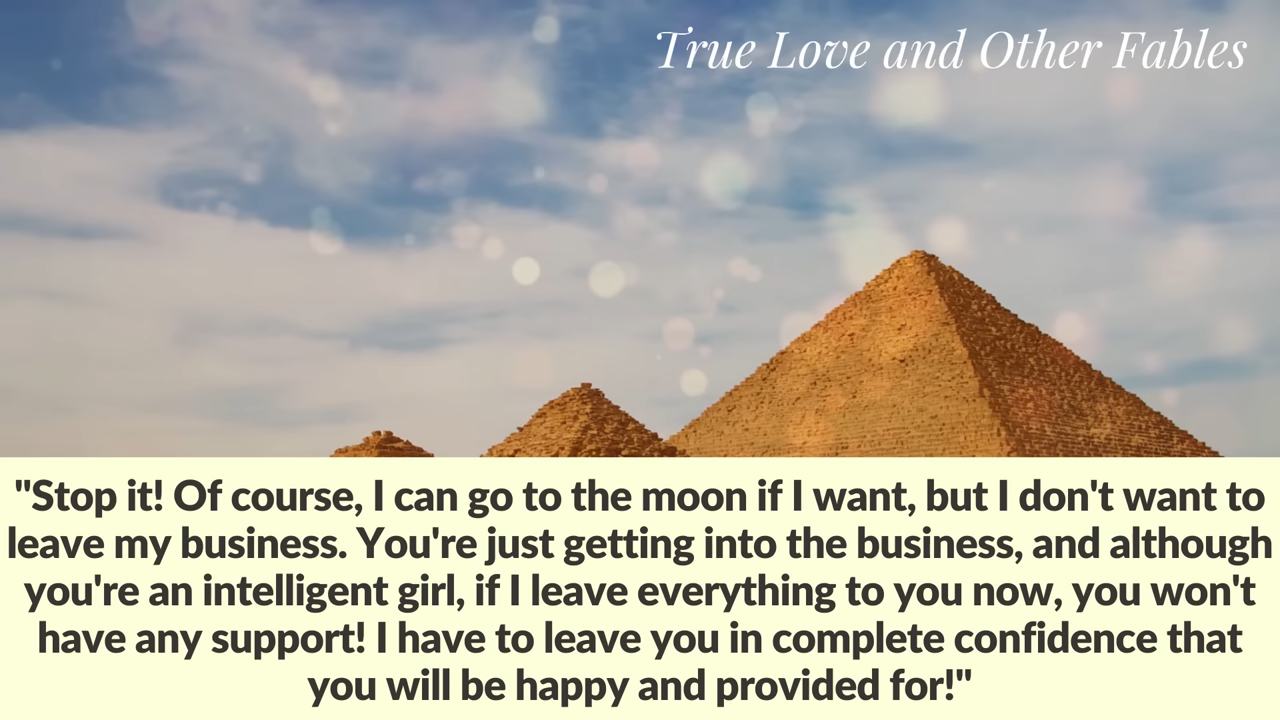 True Love and Other Fables
"Stop it! Of course, I can go to the moon if I want, but I don't want to
leave my business. You're just getting into the business, and although
you're an intelligent girl, if I leave everything to you now, you won't
have any support! I have to leave you in complete confidence that
you will be happy and provided for!"